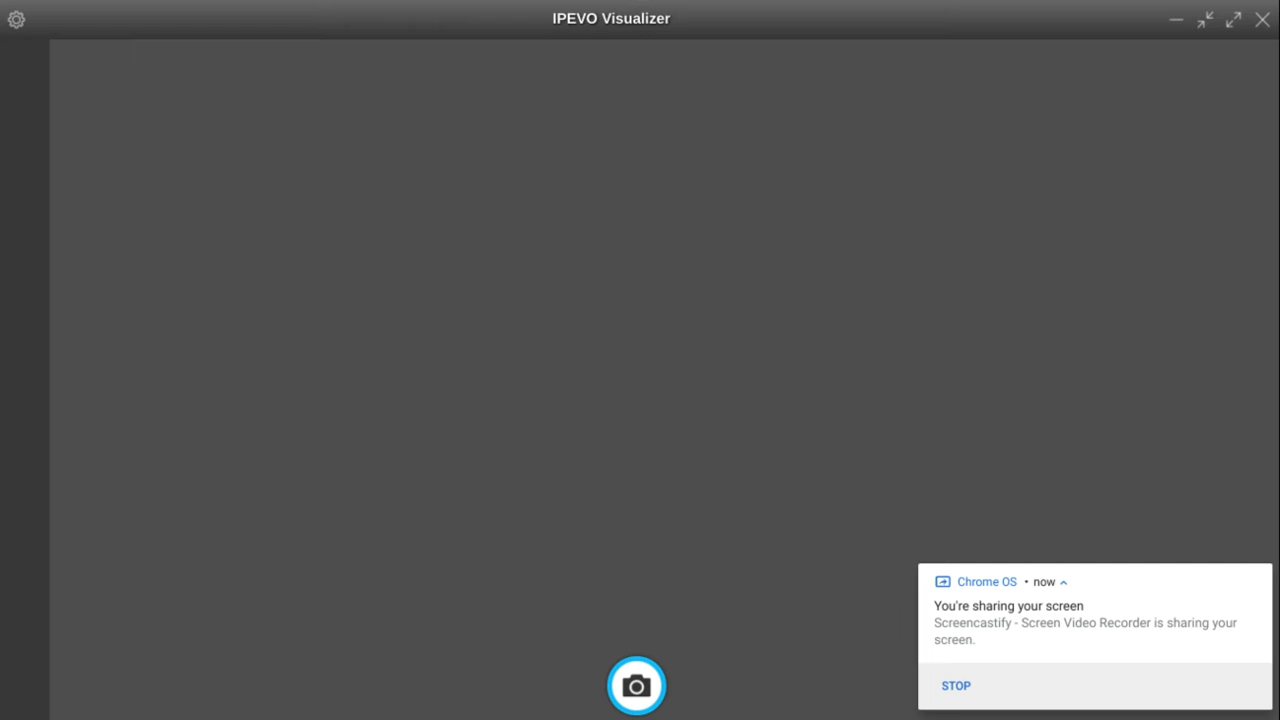 IPEVO Visualizer
Chrome OS • now
You're sharing your screen
Screencastify - Screen Video Recorder is sharing your
screen.
STOP